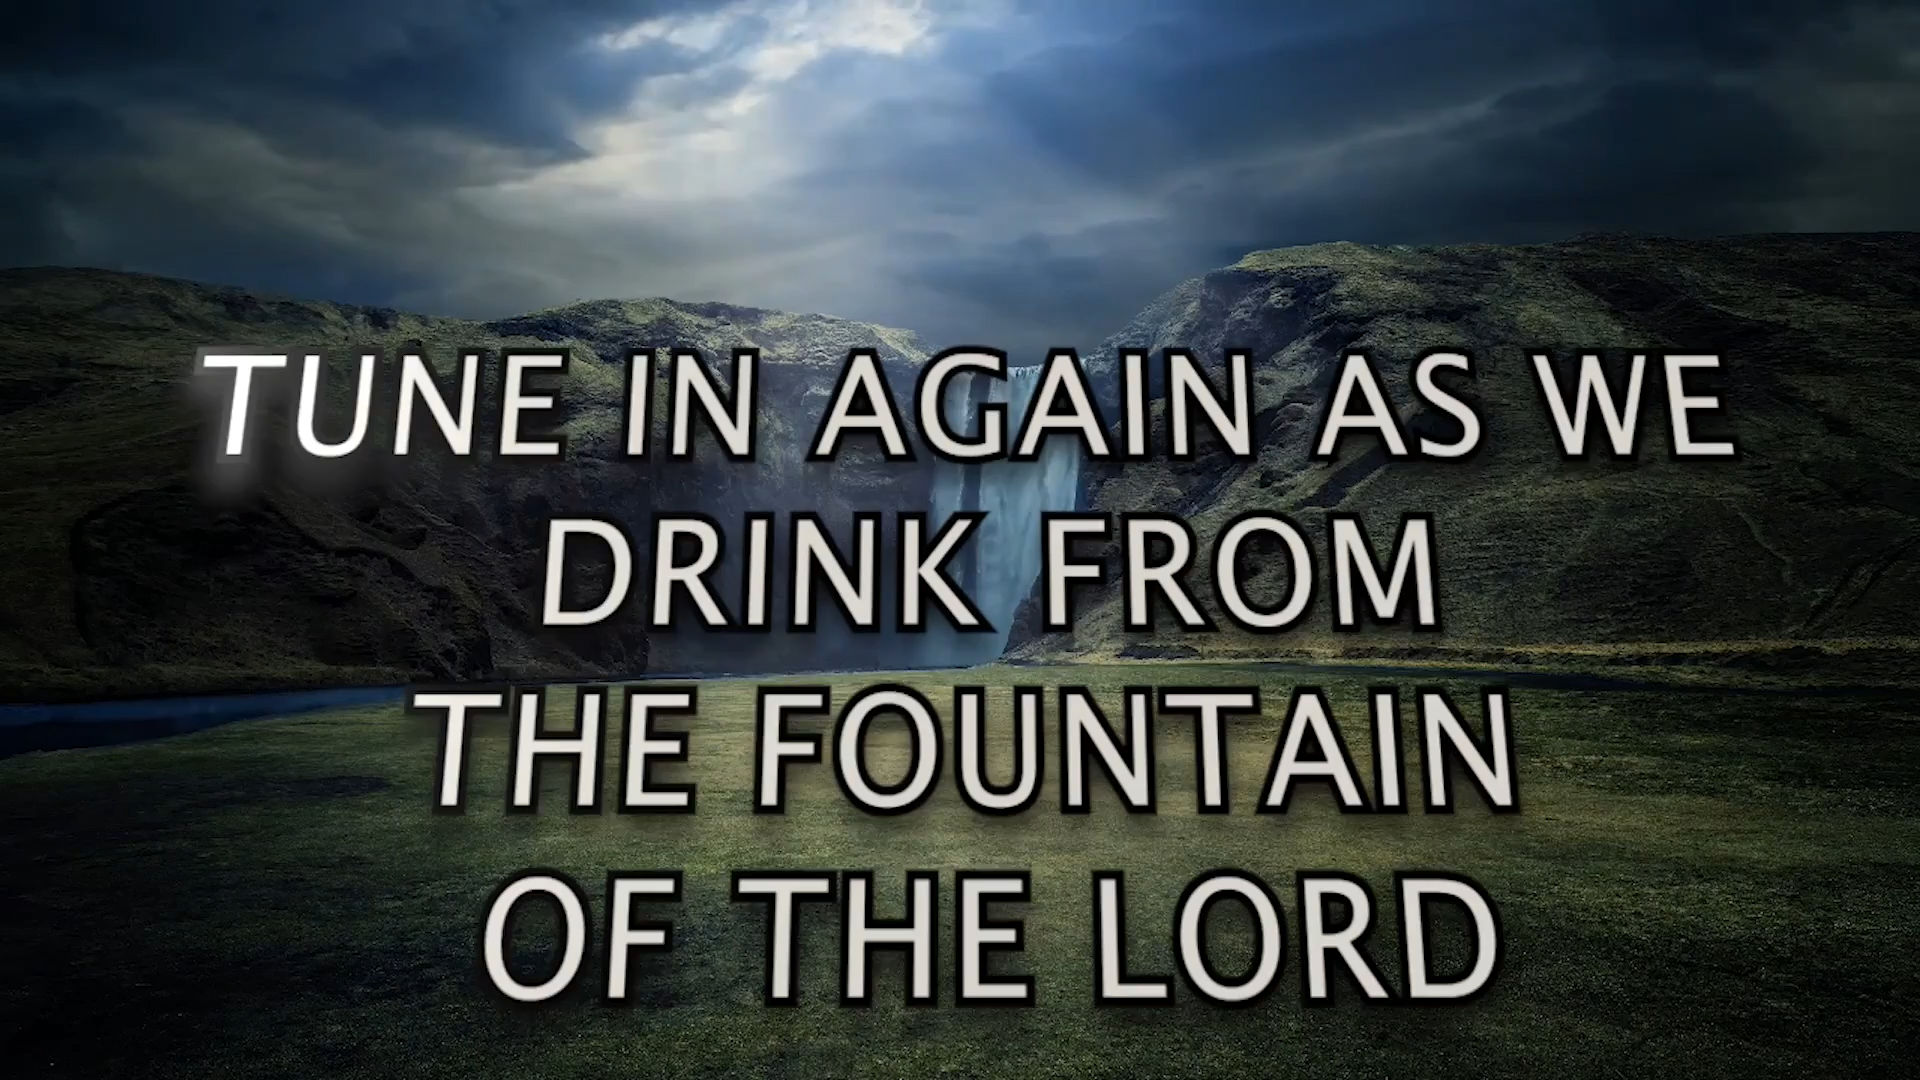 TUNE IN AGAIN AS WE
DRINK FROM
THE FOUNTAIN
OF THE LORD